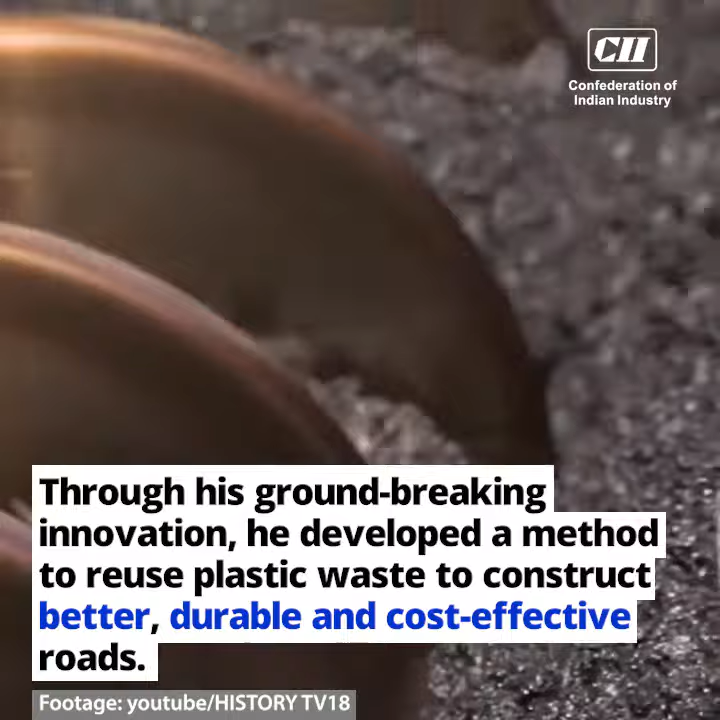 CII
Confederation of
Indian Industry
Through his ground-breaking
innovation, he developed a method
to reuse plastic waste to construct
better, durable and cost-effective
roads.
Footage: youtube/HISTORY TV18